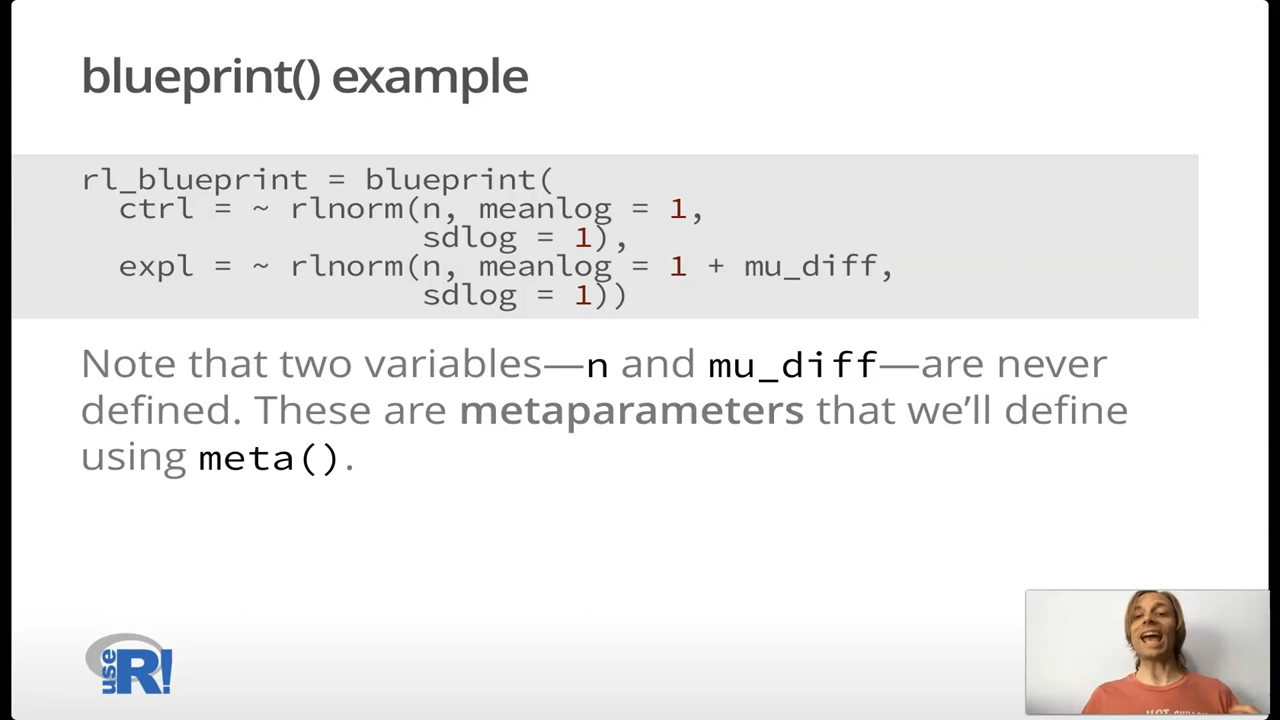 blueprint() example
rl_blueprint = blueprint(
  ctrl = ~ rlnorm(n, meanlog = 1,
                  sdlog = 1),
  expl = ~ rlnorm(n, meanlog = 1 + mu_diff,
                  sdlog = 1))
Note that two variables—n and mu_diff—are never
defined. These are metaparameters that we’ll define
using meta().
use R!